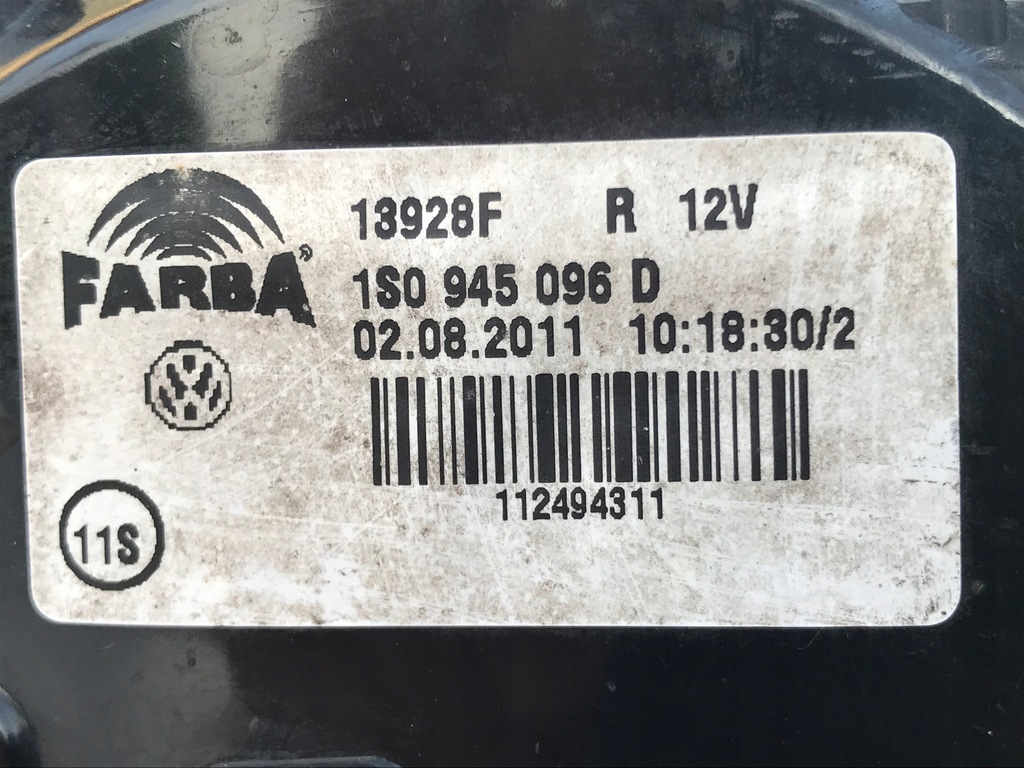 FARBA®
13928F R 12V
1S0 945 096 D
02.08.2011 10:18:30/2
112494311
11S